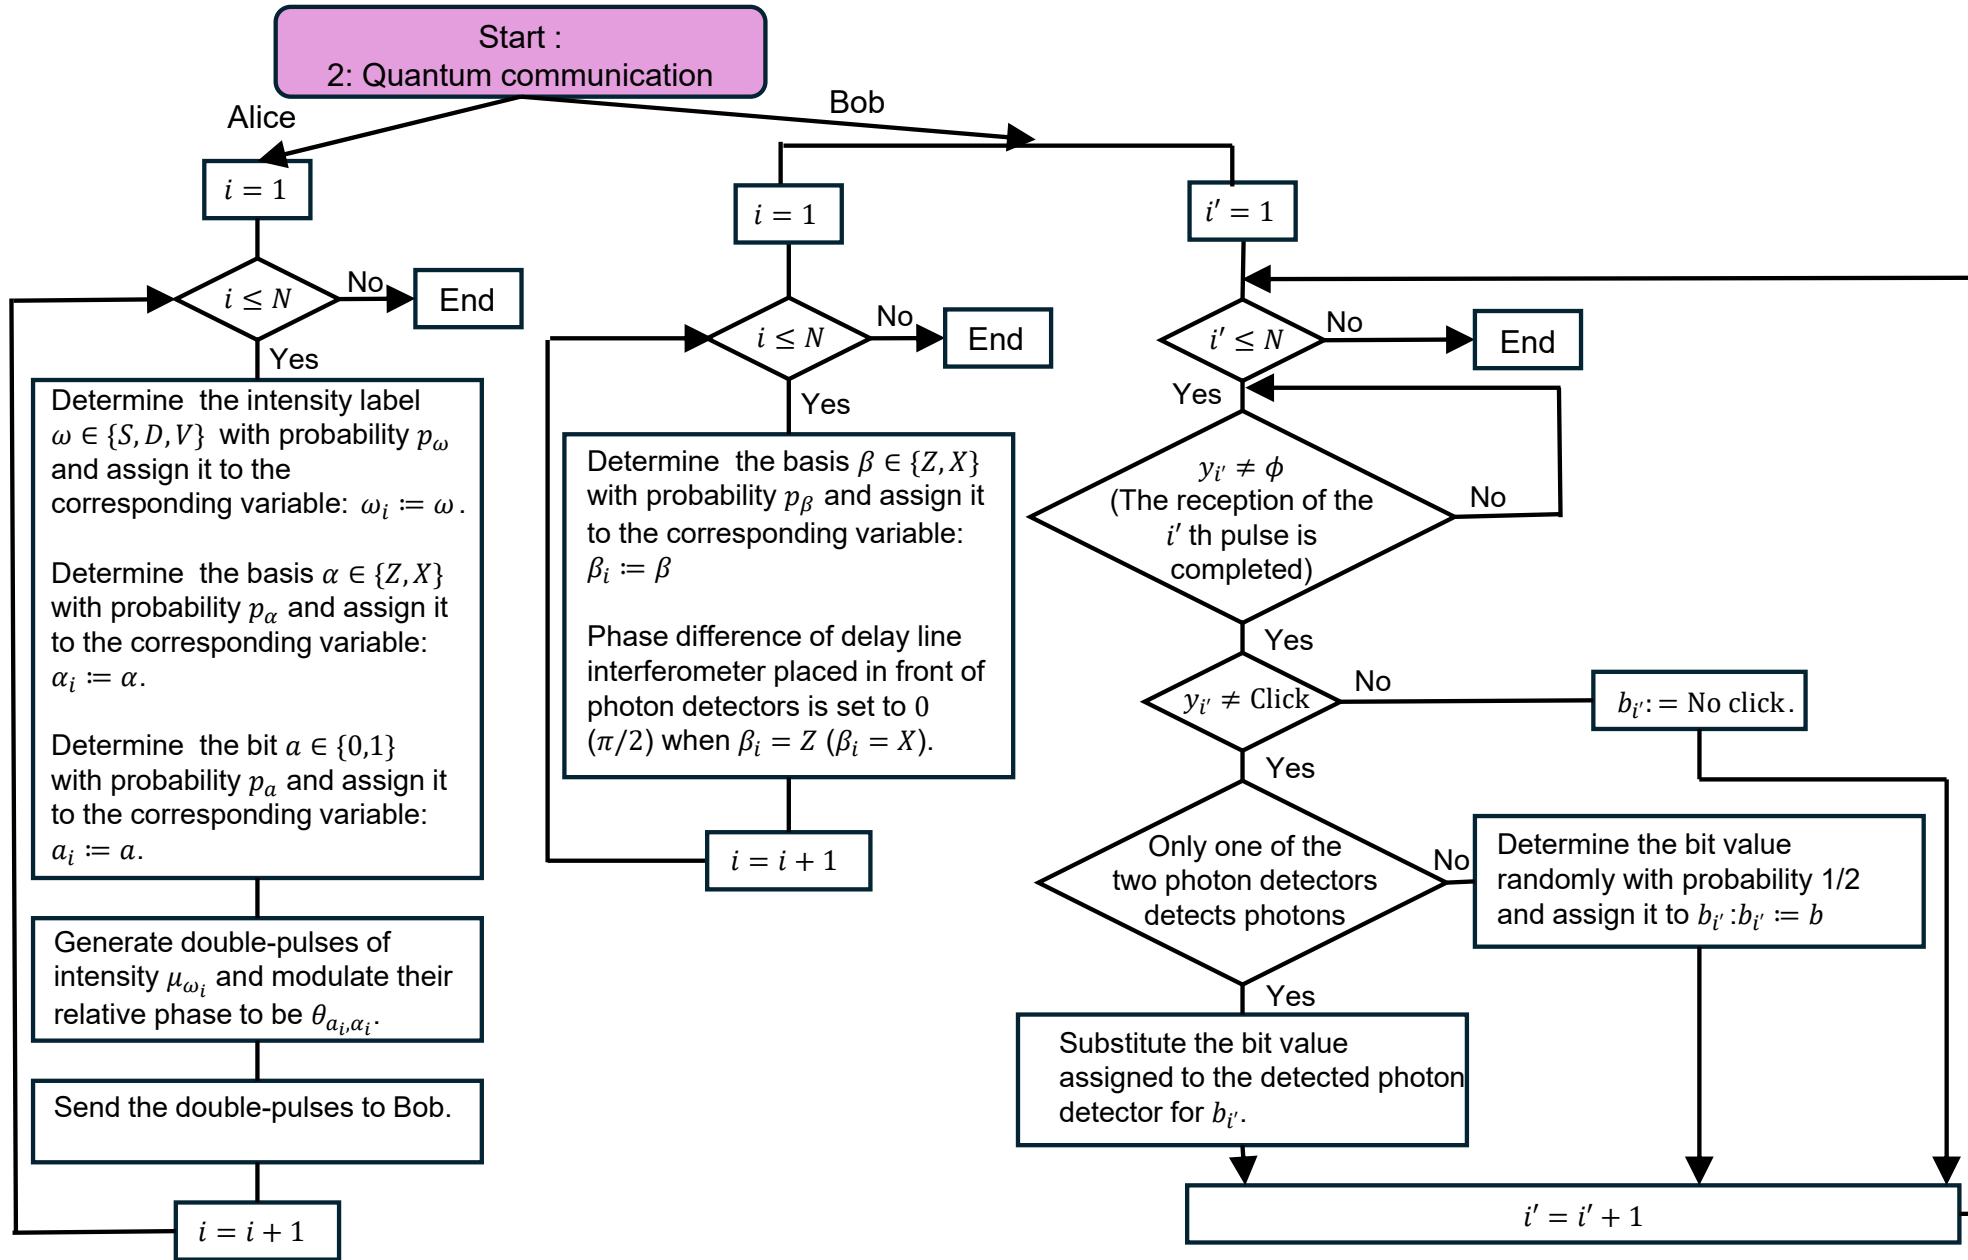 Start :
2: Quantum communication
Alice
Bob
i = 1
i ≤ N
No
End
Yes
Determine the intensity label
ω ∈ {S, D, V} with probability p_ω
and assign it to the
corresponding variable: ω_i ≔ ω.
Determine the basis α ∈ {Z, X}
with probability p_α and assign it
to the corresponding variable:
α_i ≔ α.
Determine the bit a ∈ {0,1}
with probability p_a and assign it
to the corresponding variable:
a_i ≔ a.
Generate double-pulses of
intensity μ_{ω_i} and modulate their
relative phase to be θ_{a_i,α_i}.
Send the double-pulses to Bob.
i = i + 1
i = 1
i ≤ N
No
End
Yes
Determine the basis β ∈ {Z, X}
with probability p_β and assign it
to the corresponding variable:
β_i ≔ β
Phase difference of delay line
interferometer placed in front of
photon detectors is set to 0
(π/2) when β_i = Z (β_i = X).
i = i + 1
i′ = 1
i′ ≤ N
No
End
Yes
y_{i′} ≠ ϕ
(The reception of the
i′ th pulse is
completed)
No
Yes
y_{i′} ≠ Click
No
b_{i′}: = No click.
Yes
Only one of the
two photon detectors
detects photons
No
Determine the bit value
randomly with probability 1/2
and assign it to b_{i′}:b_{i′} ≔ b
Yes
Substitute the bit value
assigned to the detected photon
detector for b_{i′}.
i′ = i′ + 1